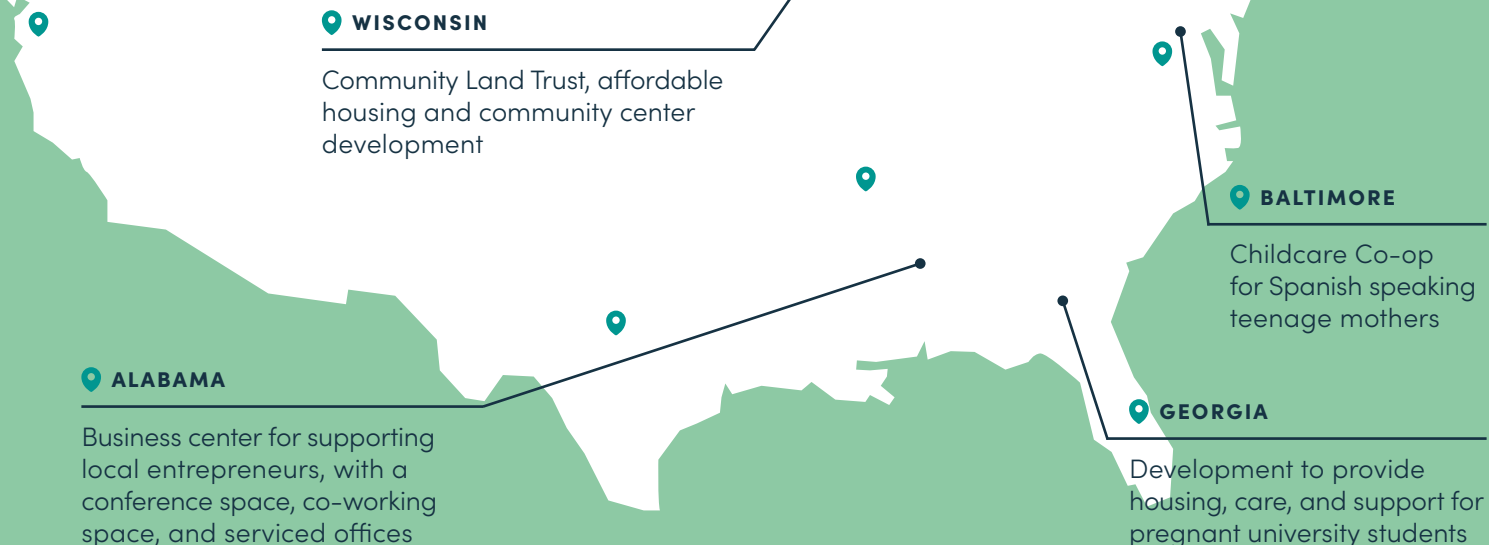 WISCONSIN
Community Land Trust, affordable
housing and community center
development
BALTIMORE
Childcare Co-op
for Spanish speaking
teenage mothers
ALABAMA
Business center for supporting
local entrepreneurs, with a
conference space, co-working
space, and serviced offices
GEORGIA
Development to provide
housing, care, and support for
pregnant university students